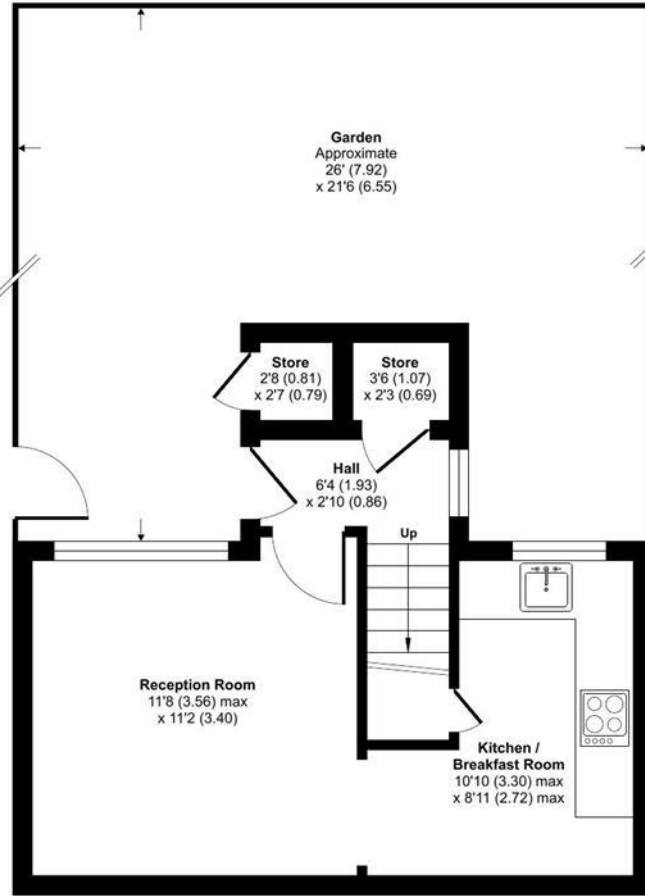 Garden
Approximate
26' (7.92)
x 21'6 (6.55)
Store
2'8 (0.81)
x 2'7 (0.79)
Store
3'6 (1.07)
x 2'3 (0.69)
Hall
6'4 (1.93)
x 2'10 (0.86)
Up
Reception Room
11'8 (3.56) max
x 11'2 (3.40)
Kitchen /
Breakfast Room
10'10 (3.30) max
x 8'11 (2.72) max